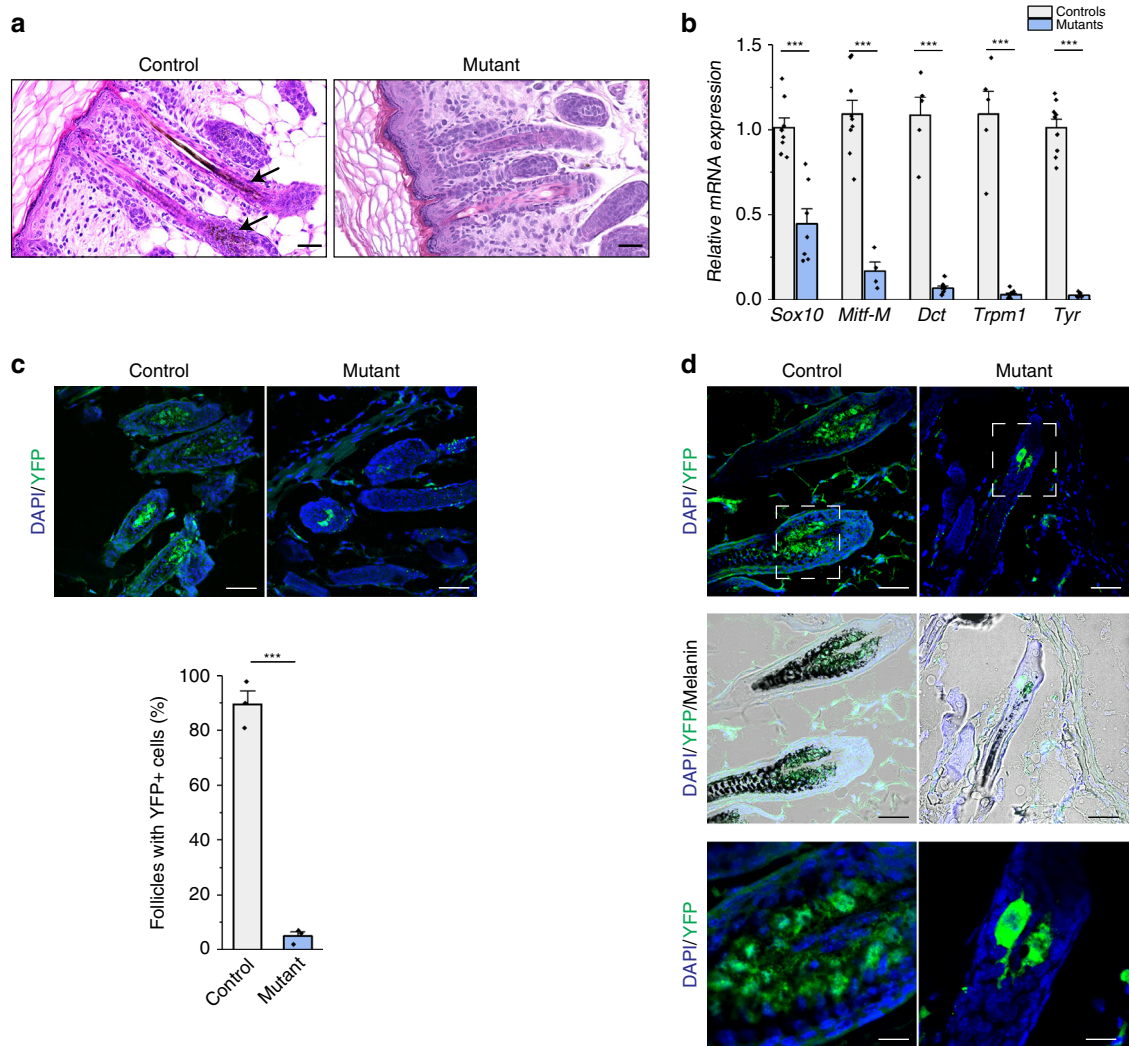 a
Control
Mutant
b
Controls
Mutants
Relative mRNA expression
1.5
1.0
0.5
0.0
***
***
***
***
***
Sox10
Mitf-M
Dct
Trpm1
Tyr
c
Control
Mutant
DAPI/YFP
Follicles with YFP+ cells (%)
100
80
60
40
20
0
***
Control
Mutant
d
Control
Mutant
DAPI/YFP
DAPI/YFP/Melanin
DAPI/YFP